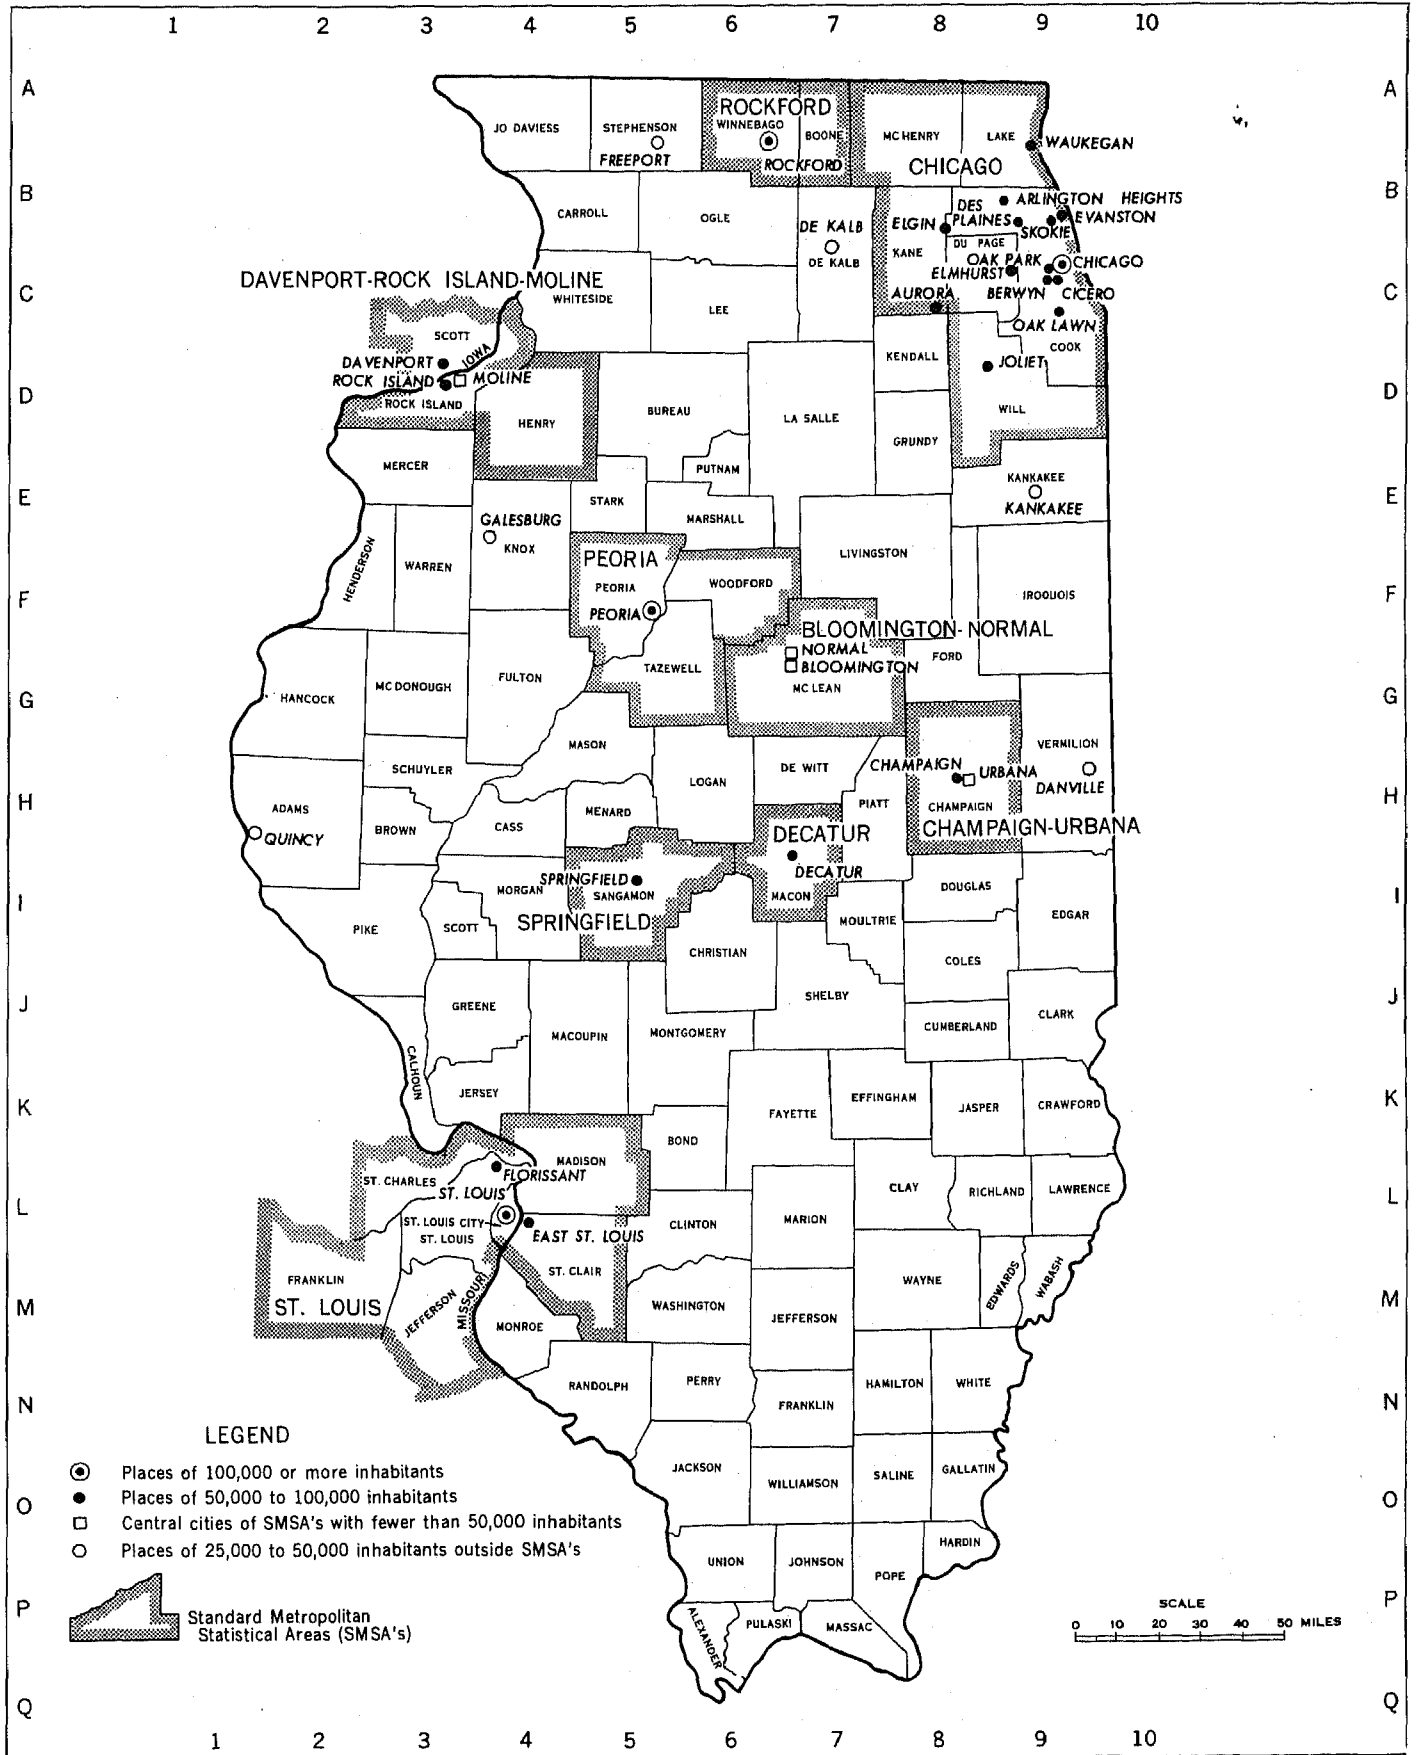 1 2 3 4 5 6 7 8 9 10
A A
ROCKFORD
JO DAVIESS STEPHENSON WINNEBAGO BOONE MCHENRY LAKE WAUKEGAN
FREEPORT ROCKFORD CHICAGO
B B
CARROLL OGLE DE KALB DES ARLINGTON HEIGHTS
ELGIN PLAINES SKOKIE EVANSTON
DE KALB KANE DU PAGE OAK PARK CHICAGO
ELMHURST
DAVENPORT-ROCK ISLAND-MOLINE
C C
WHITESIDE LEE AURORA BERWYN CICERO
OAK LAWN
SCOTT COOK
IOWA KENDALL
DAVENPORT JOLIET
ROCK ISLAND MOLINE
D D
ROCK ISLAND HENRY BUREAU LA SALLE WILL
GRUNDY
MERCER PUTNAM KANKAKEE
E E
STARK KANKAKEE
GALESBURG MARSHALL
KNOX LIVINGSTON
PEORIA
HENDERSON WARREN PEORIA WOODFORD
F F
IROQUOIS
PEORIA
BLOOMINGTON-NORMAL
NORMAL FORD
BLOOMINGTON
HANCOCK MC DONOUGH FULTON TAZEWELL MC LEAN
G G
MASON VERMILION
SCHUYLER LOGAN DE WITT CHAMPAIGN URBANA
DANVILLE
H H
ADAMS BROWN CASS MENARD PIATT CHAMPAIGN
QUINCY DECATUR CHAMPAIGN-URBANA
DECATUR
SPRINGFIELD
MORGAN SANGAMON MACON DOUGLAS
I I
PIKE SCOTT SPRINGFIELD MOULTRIE EDGAR
CHRISTIAN COLES
J J
GREENE SHELBY CLARK
MACOUPIN MONTGOMERY CUMBERLAND
CALHOUN
JERSEY
K K
FAYETTE EFFINGHAM JASPER CRAWFORD
BOND
MADISON
ST. CHARLES FLORISSANT
CLAY RICHLAND LAWRENCE
L L
ST. LOUIS
ST. LOUIS CITY CLINTON MARION
ST. LOUIS EAST ST. LOUIS
FRANKLIN ST. CLAIR WAYNE EDWARDS WABASH
M M
ST. LOUIS JEFFERSON MISSOURI WASHINGTON
MONROE JEFFERSON
RANDOLPH PERRY HAMILTON WHITE
N N
FRANKLIN
LEGEND
Places of 100,000 or more inhabitants
Places of 50,000 to 100,000 inhabitants
Central cities of SMSA's with fewer than 50,000 inhabitants
Places of 25,000 to 50,000 inhabitants outside SMSA's
Standard Metropolitan
Statistical Areas (SMSA's)
JACKSON WILLIAMSON SALINE GALLATIN
O O
HARDIN
UNION JOHNSON POPE
P P
ALEXANDER PULASKI MASSAC
SCALE
0 10 20 30 40 50 MILES
Q Q
1 2 3 4 5 6 7 8 9 10